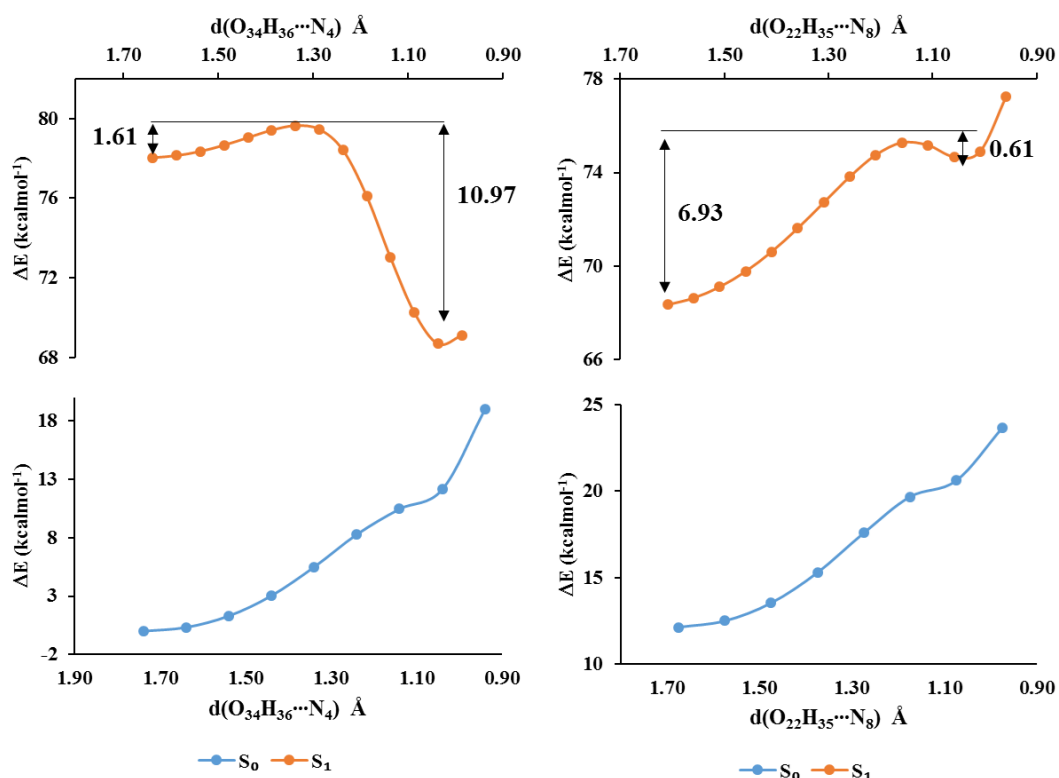 d(O₃₄H₃₆···N₄) Å
1.70 1.50 1.30 1.10 0.90
80
76
72
68
ΔE (kcalmol⁻¹)
1.61
10.97
18
13
8
3
-2
ΔE (kcalmol⁻¹)
1.90 1.70 1.50 1.30 1.10 0.90
d(O₃₄H₃₆···N₄) Å
S₀ S₁
d(O₂₂H₃₅···N₈) Å
1.70 1.50 1.30 1.10 0.90
78
74
70
66
ΔE (kcalmol⁻¹)
6.93
0.61
25
20
15
10
ΔE (kcalmol⁻¹)
1.70 1.50 1.30 1.10 0.90
d(O₂₂H₃₅···N₈) Å
S₀ S₁